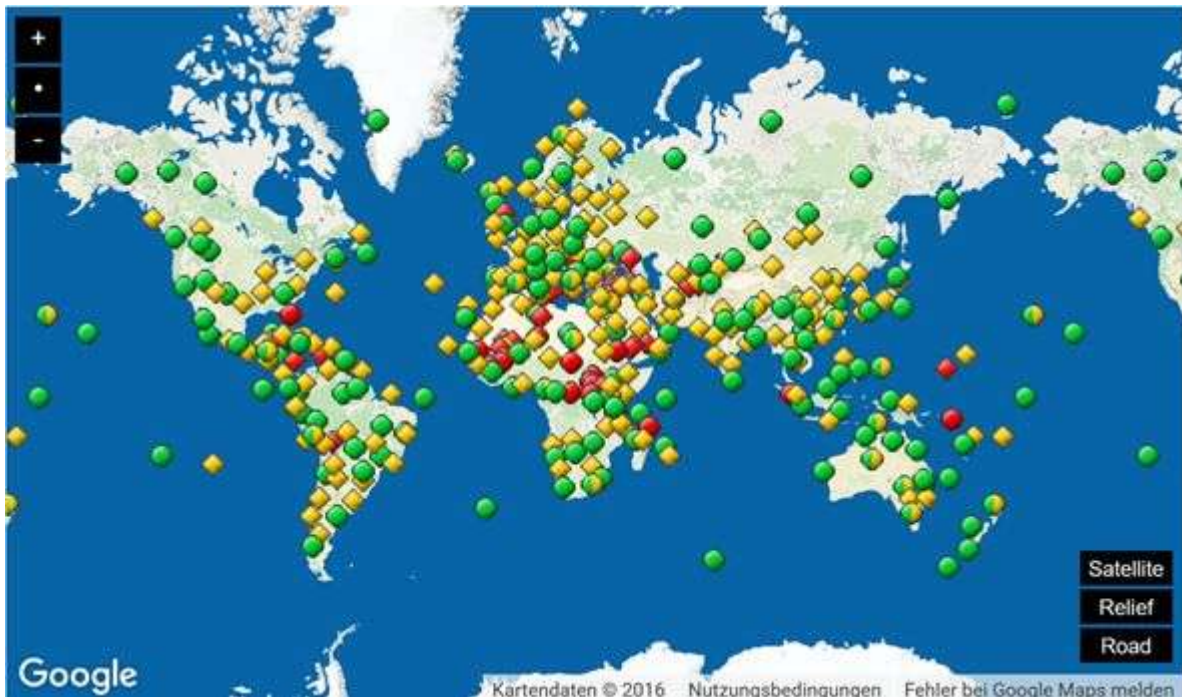 +
•
-
Satellite
Relief
Road
Google
Kartendaten © 2016 Nutzungsbedingungen Fehler bei Google Maps melden